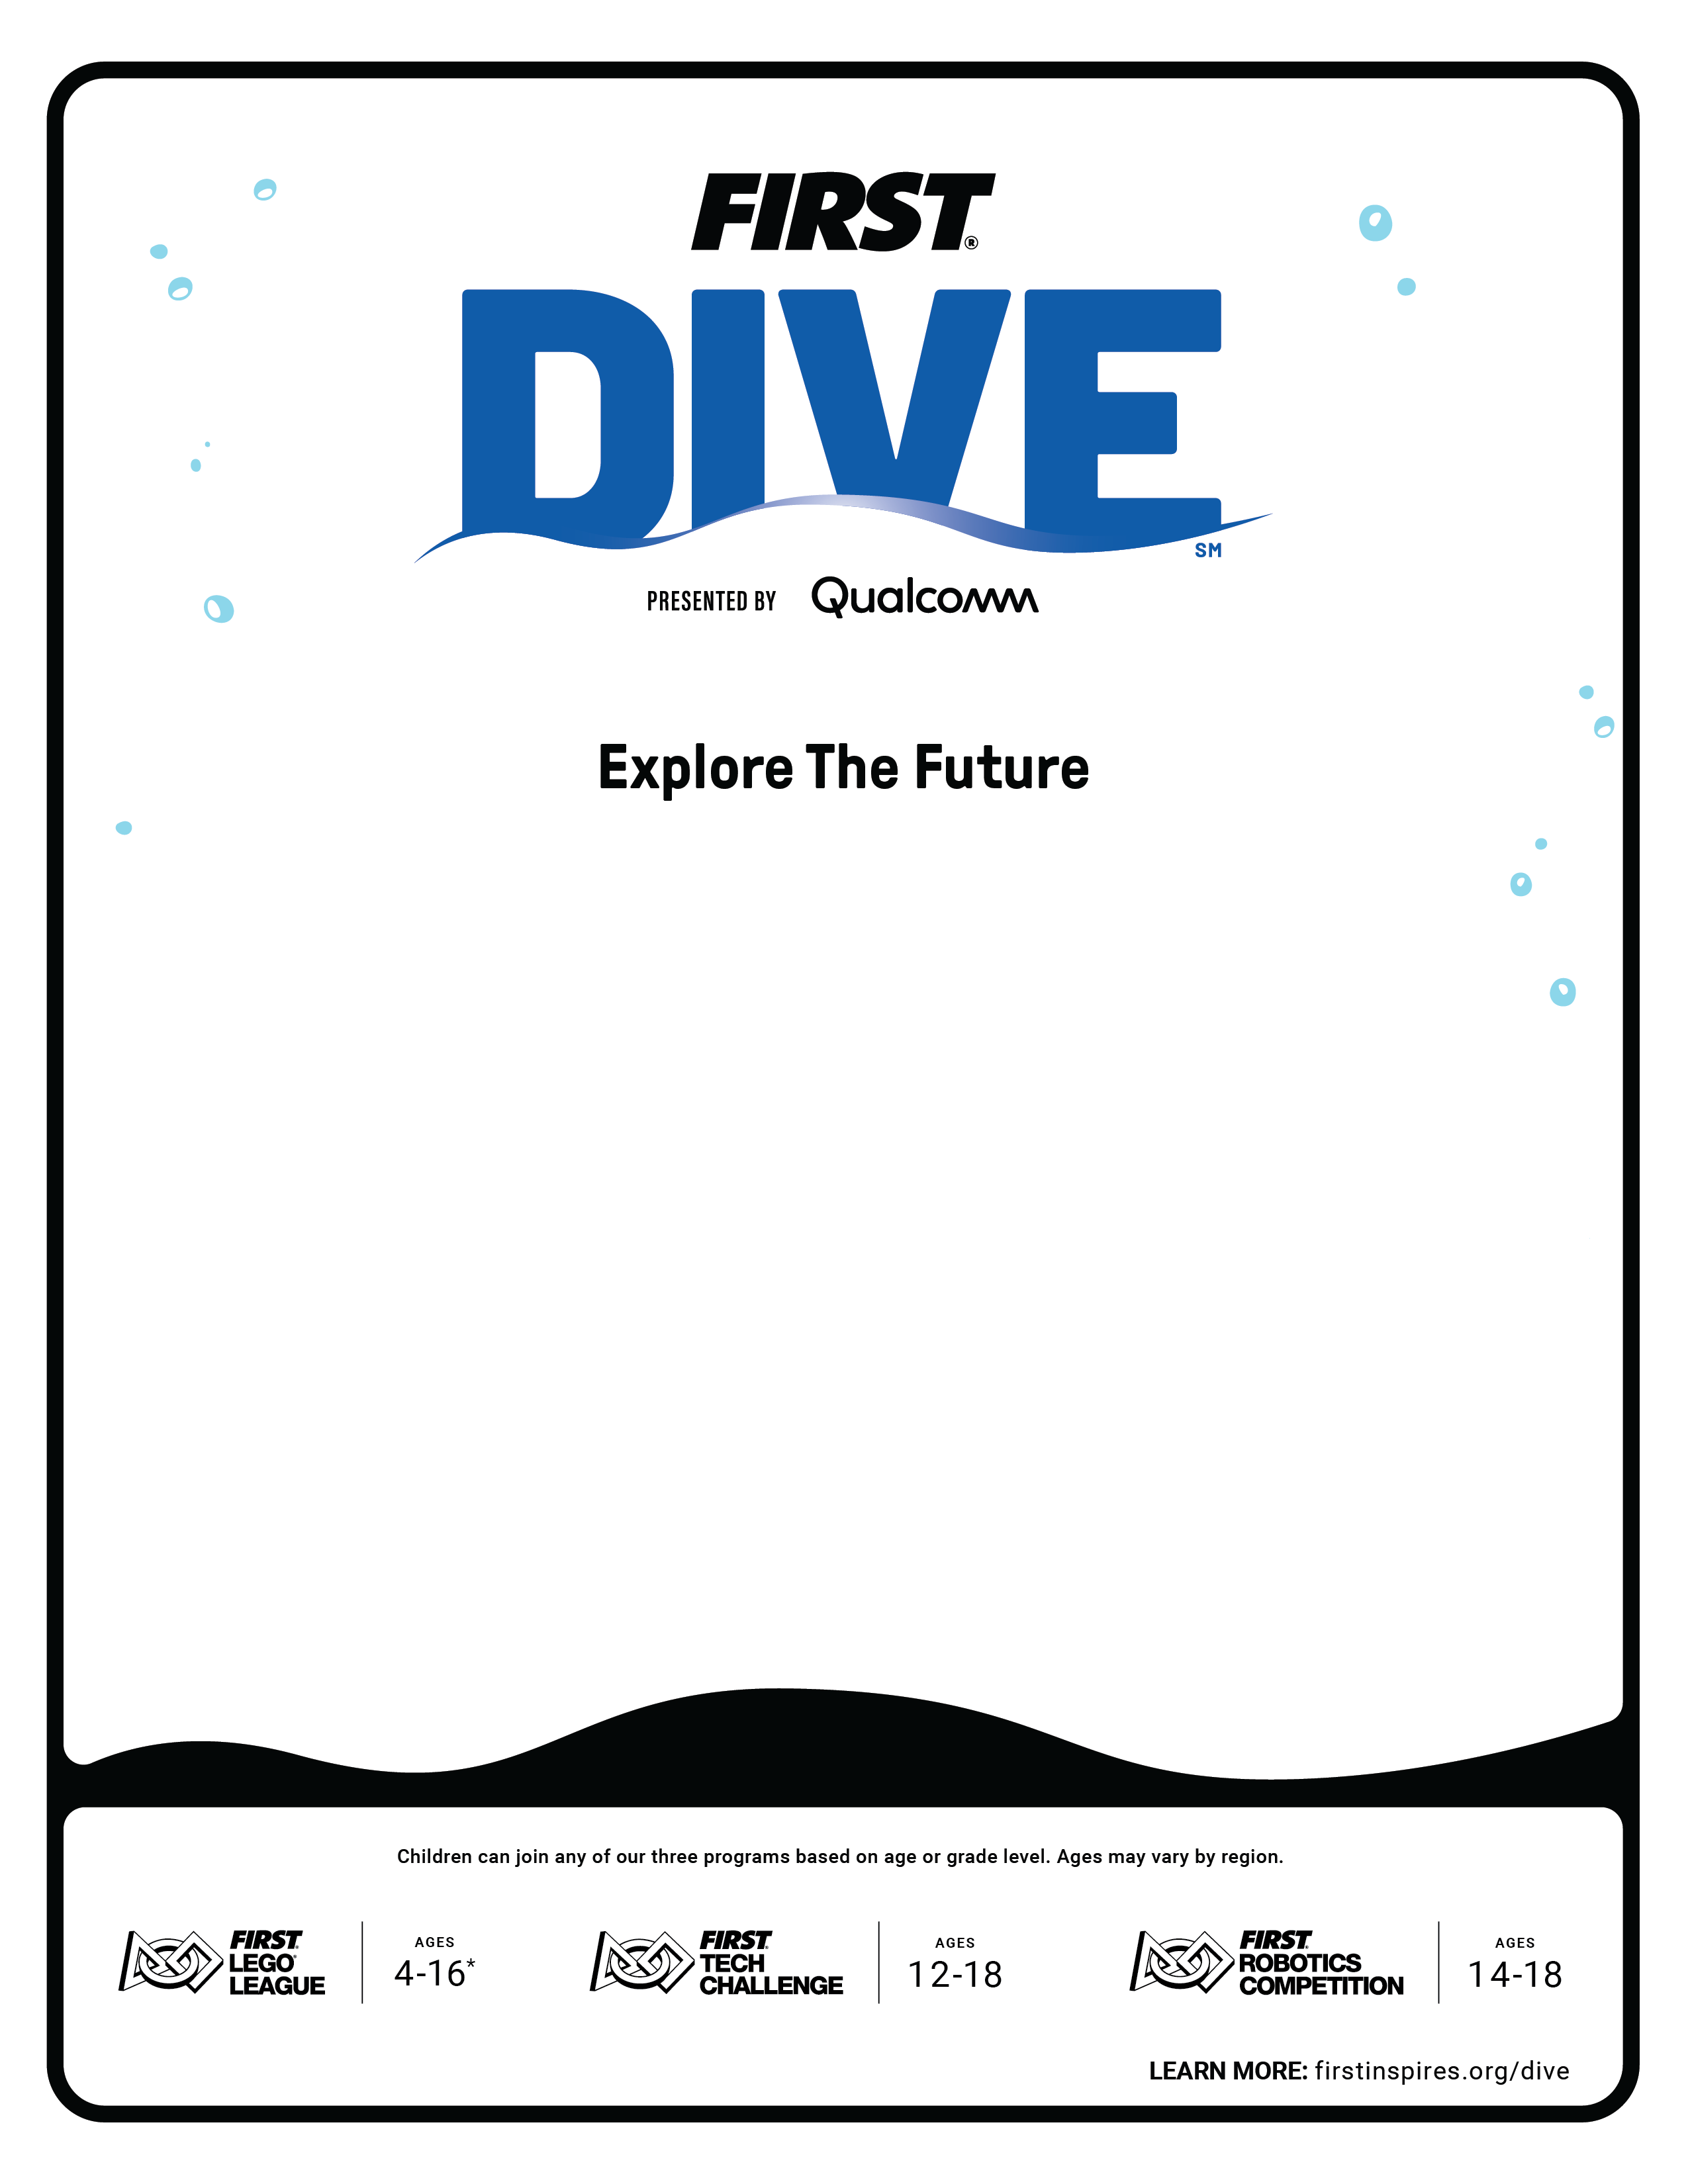 FIRST®
DIVE
SM
PRESENTED BY Qualcomm
Explore The Future
Children can join any of our three programs based on age or grade level. Ages may vary by region.
FIRST®
LEGO®
LEAGUE
AGES
4-16*
FIRST®
TECH
CHALLENGE
AGES
12-18
FIRST®
ROBOTICS
COMPETITION
AGES
14-18
LEARN MORE: firstinspires.org/dive